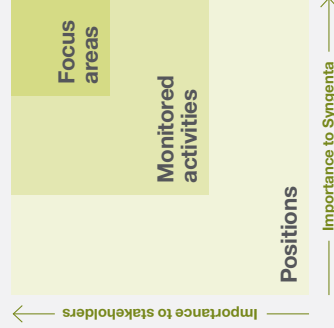 Focus
areas
Monitored
activities
Positions
Importance to Syngenta
Importance to stakeholders